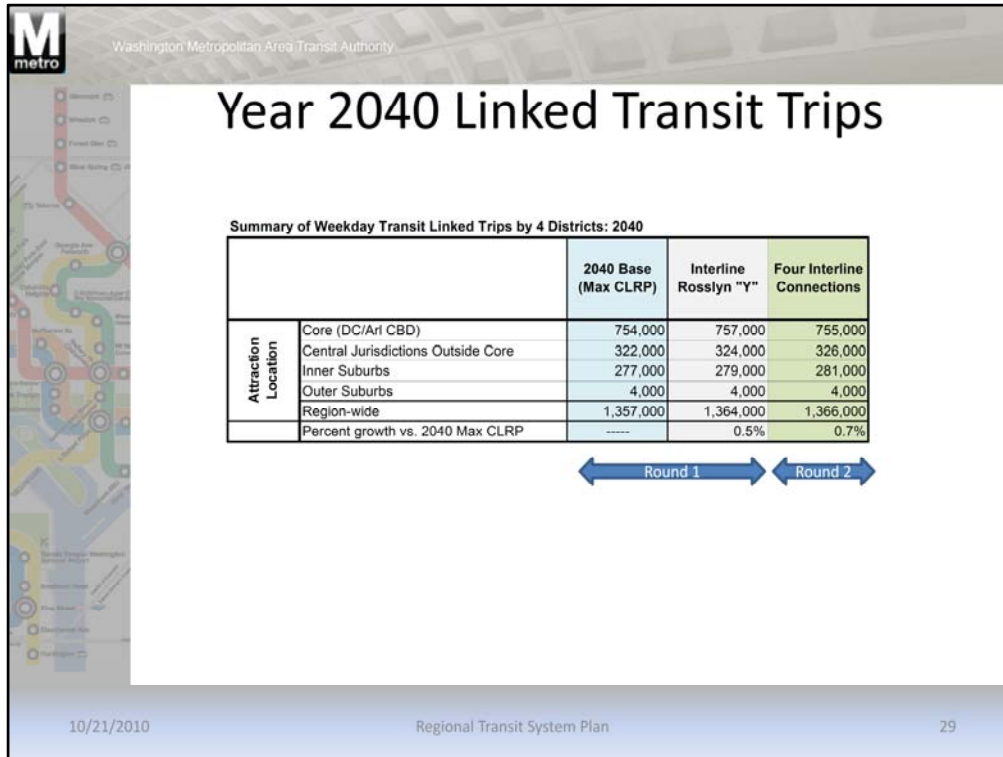 M
metro
Washington Metropolitan Area Transit Authority
Year 2040 Linked Transit Trips
Summary of Weekday Transit Linked Trips by 4 Districts: 2040
2040 Base (Max CLRP) Interline Rosslyn "Y" Four Interline Connections
Attraction Location
Core (DC/Arl CBD) 754,000 757,000 755,000
Central Jurisdictions Outside Core 322,000 324,000 326,000
Inner Suburbs 277,000 279,000 281,000
Outer Suburbs 4,000 4,000 4,000
Region-wide 1,357,000 1,364,000 1,366,000
Percent growth vs. 2040 Max CLRP ----- 0.5% 0.7%
Round 1 Round 2
10/21/2010 Regional Transit System Plan 29